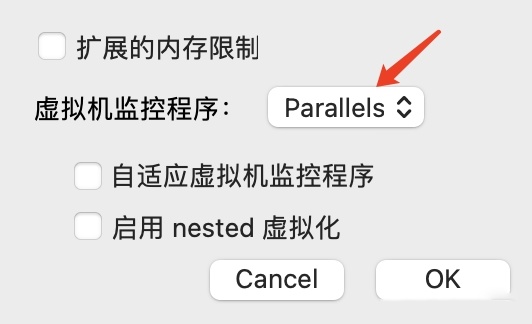 扩展的内存限制
虚拟机监控程序： Parallels
自适应虚拟机监控程序
启用 nested 虚拟化
Cancel OK